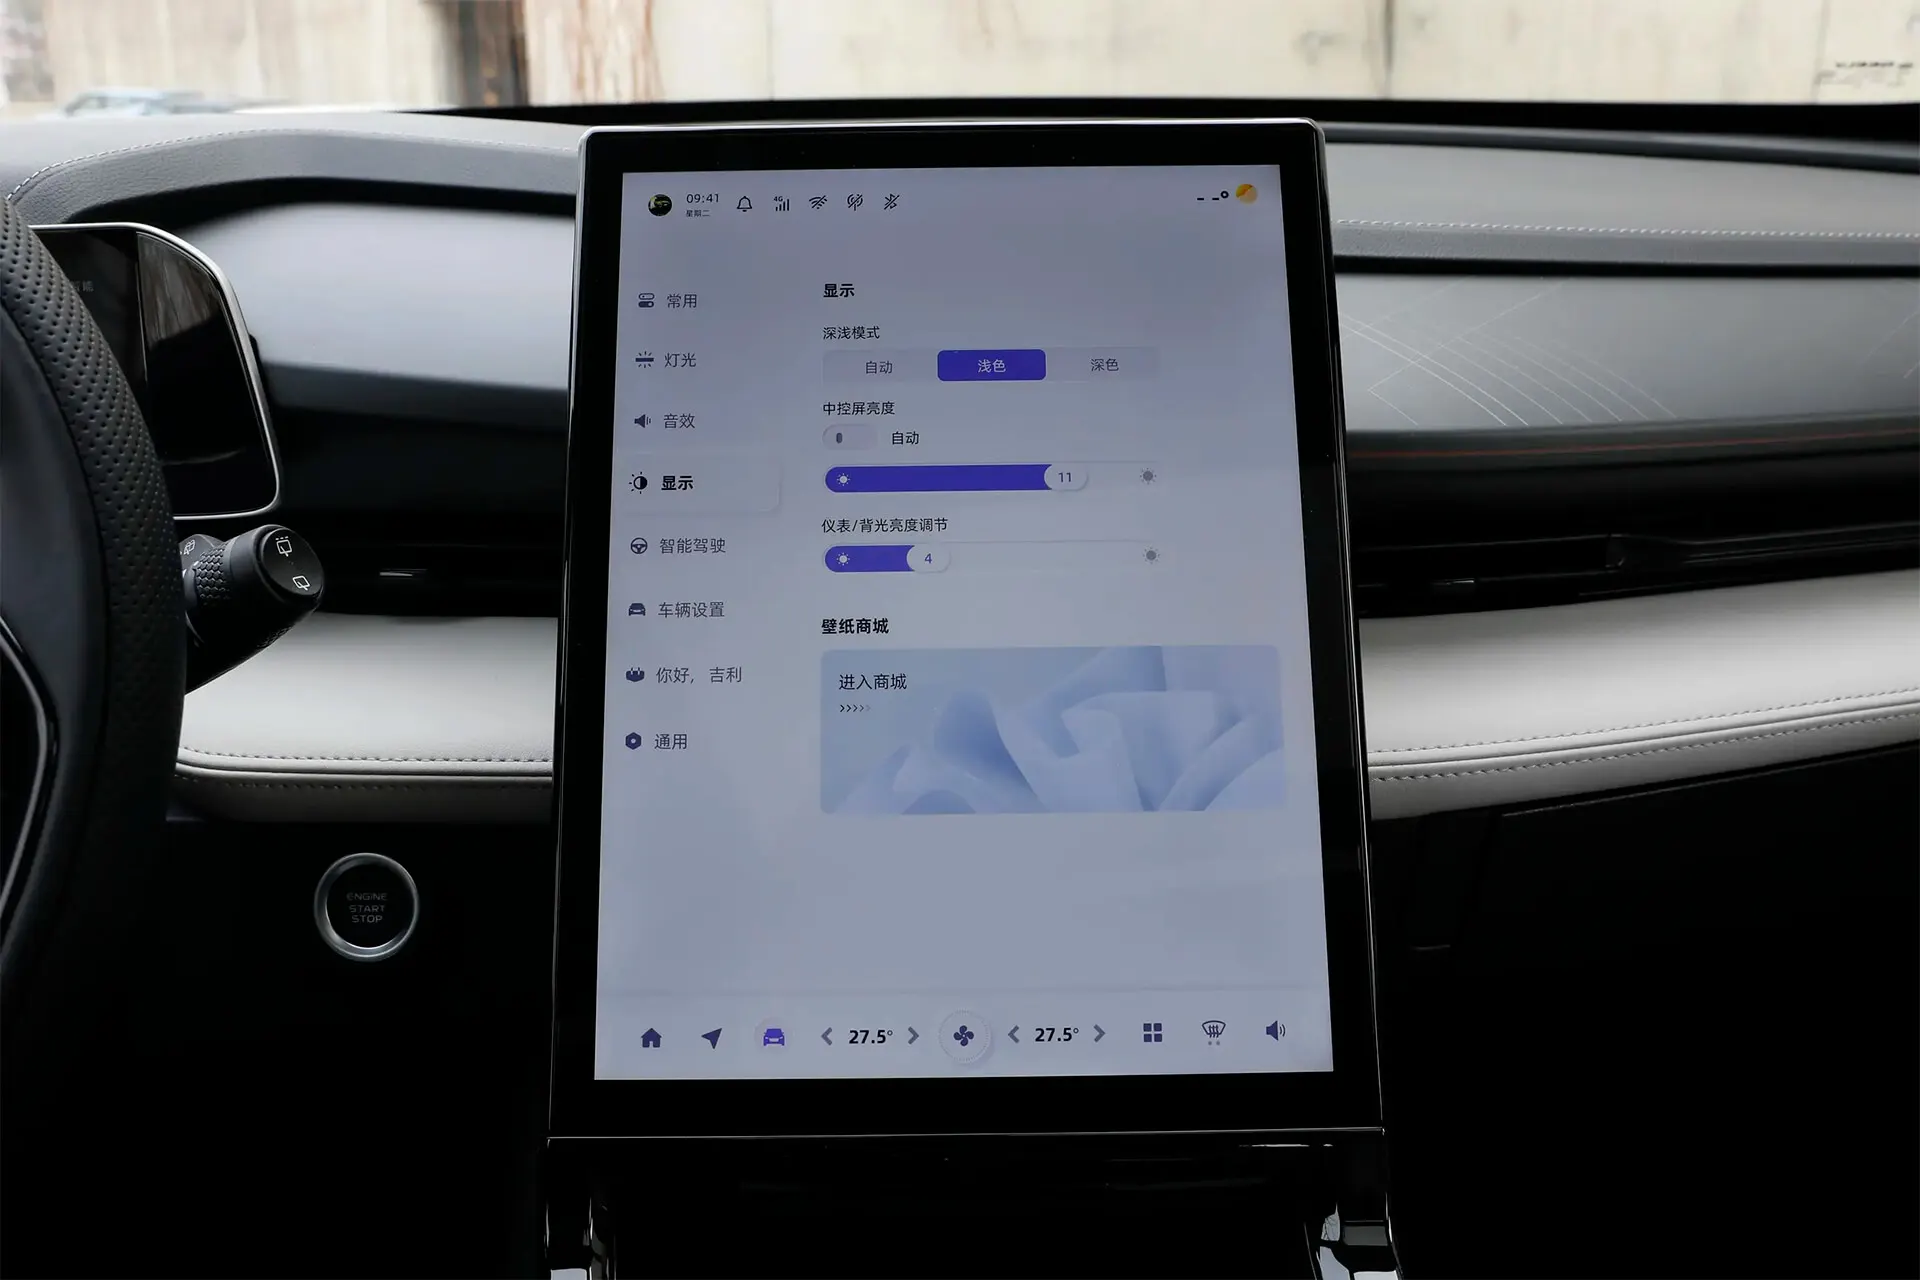 09:41
星期二
4G
常用
灯光
音效
显示
智能驾驶
车辆设置
你好，吉利
通用
显示
深浅模式
自动 浅色 深色
中控屏亮度
自动
11
仪表/背光亮度调节
4
壁纸商城
进入商城
27.5° 27.5°
ENGINE
START
STOP